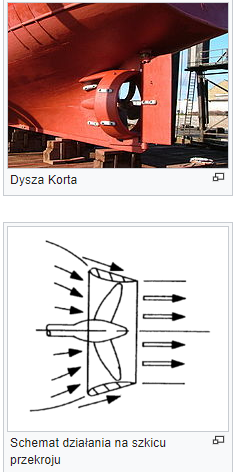 Dysza Korta
Schemat działania na szkicu
przekroju